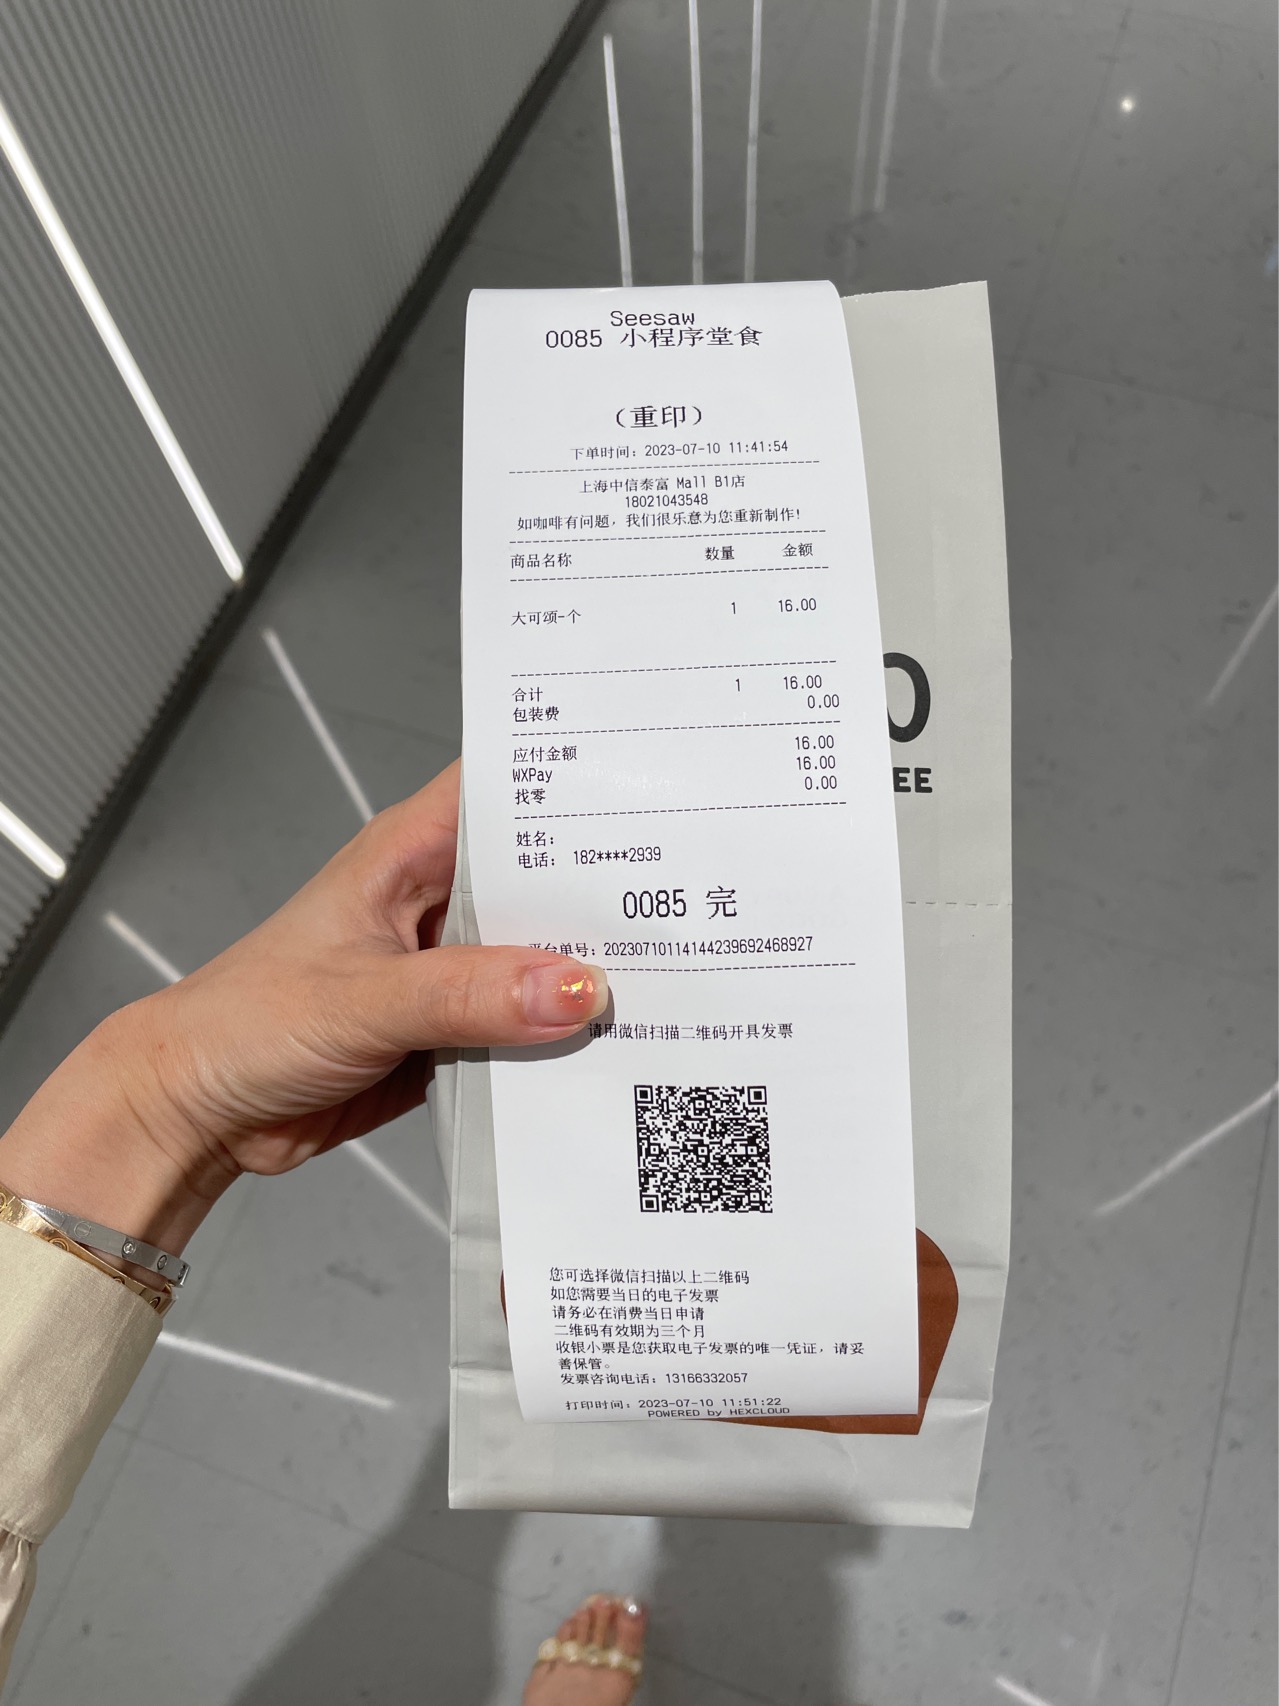 Seesaw
0085 小程序堂食
（重印）
下单时间：2023-07-10 11:41:54
上海中信泰富 Mall B1店
18021043548
如咖啡有问题，我们很乐意为您重新制作！
商品名称 数量 金额
大可颂-个 1 16.00
合计 1 16.00
包装费 0.00
应付金额 16.00
WXPay 16.00
找零 0.00
姓名：
电话： 182****2939
0085 完
平台单号：20230710114144239692468927
请用微信扫描二维码开具发票
您可选择微信扫描以上二维码
如您需要当日的电子发票
请务必在消费当日申请
二维码有效期为三个月
收银小票是您获取电子发票的唯一凭证，请妥
善保管。
发票咨询电话：13166332057
打印时间：2023-07-10 11:51:22
POWERED by HEXCLOUD
O
EE